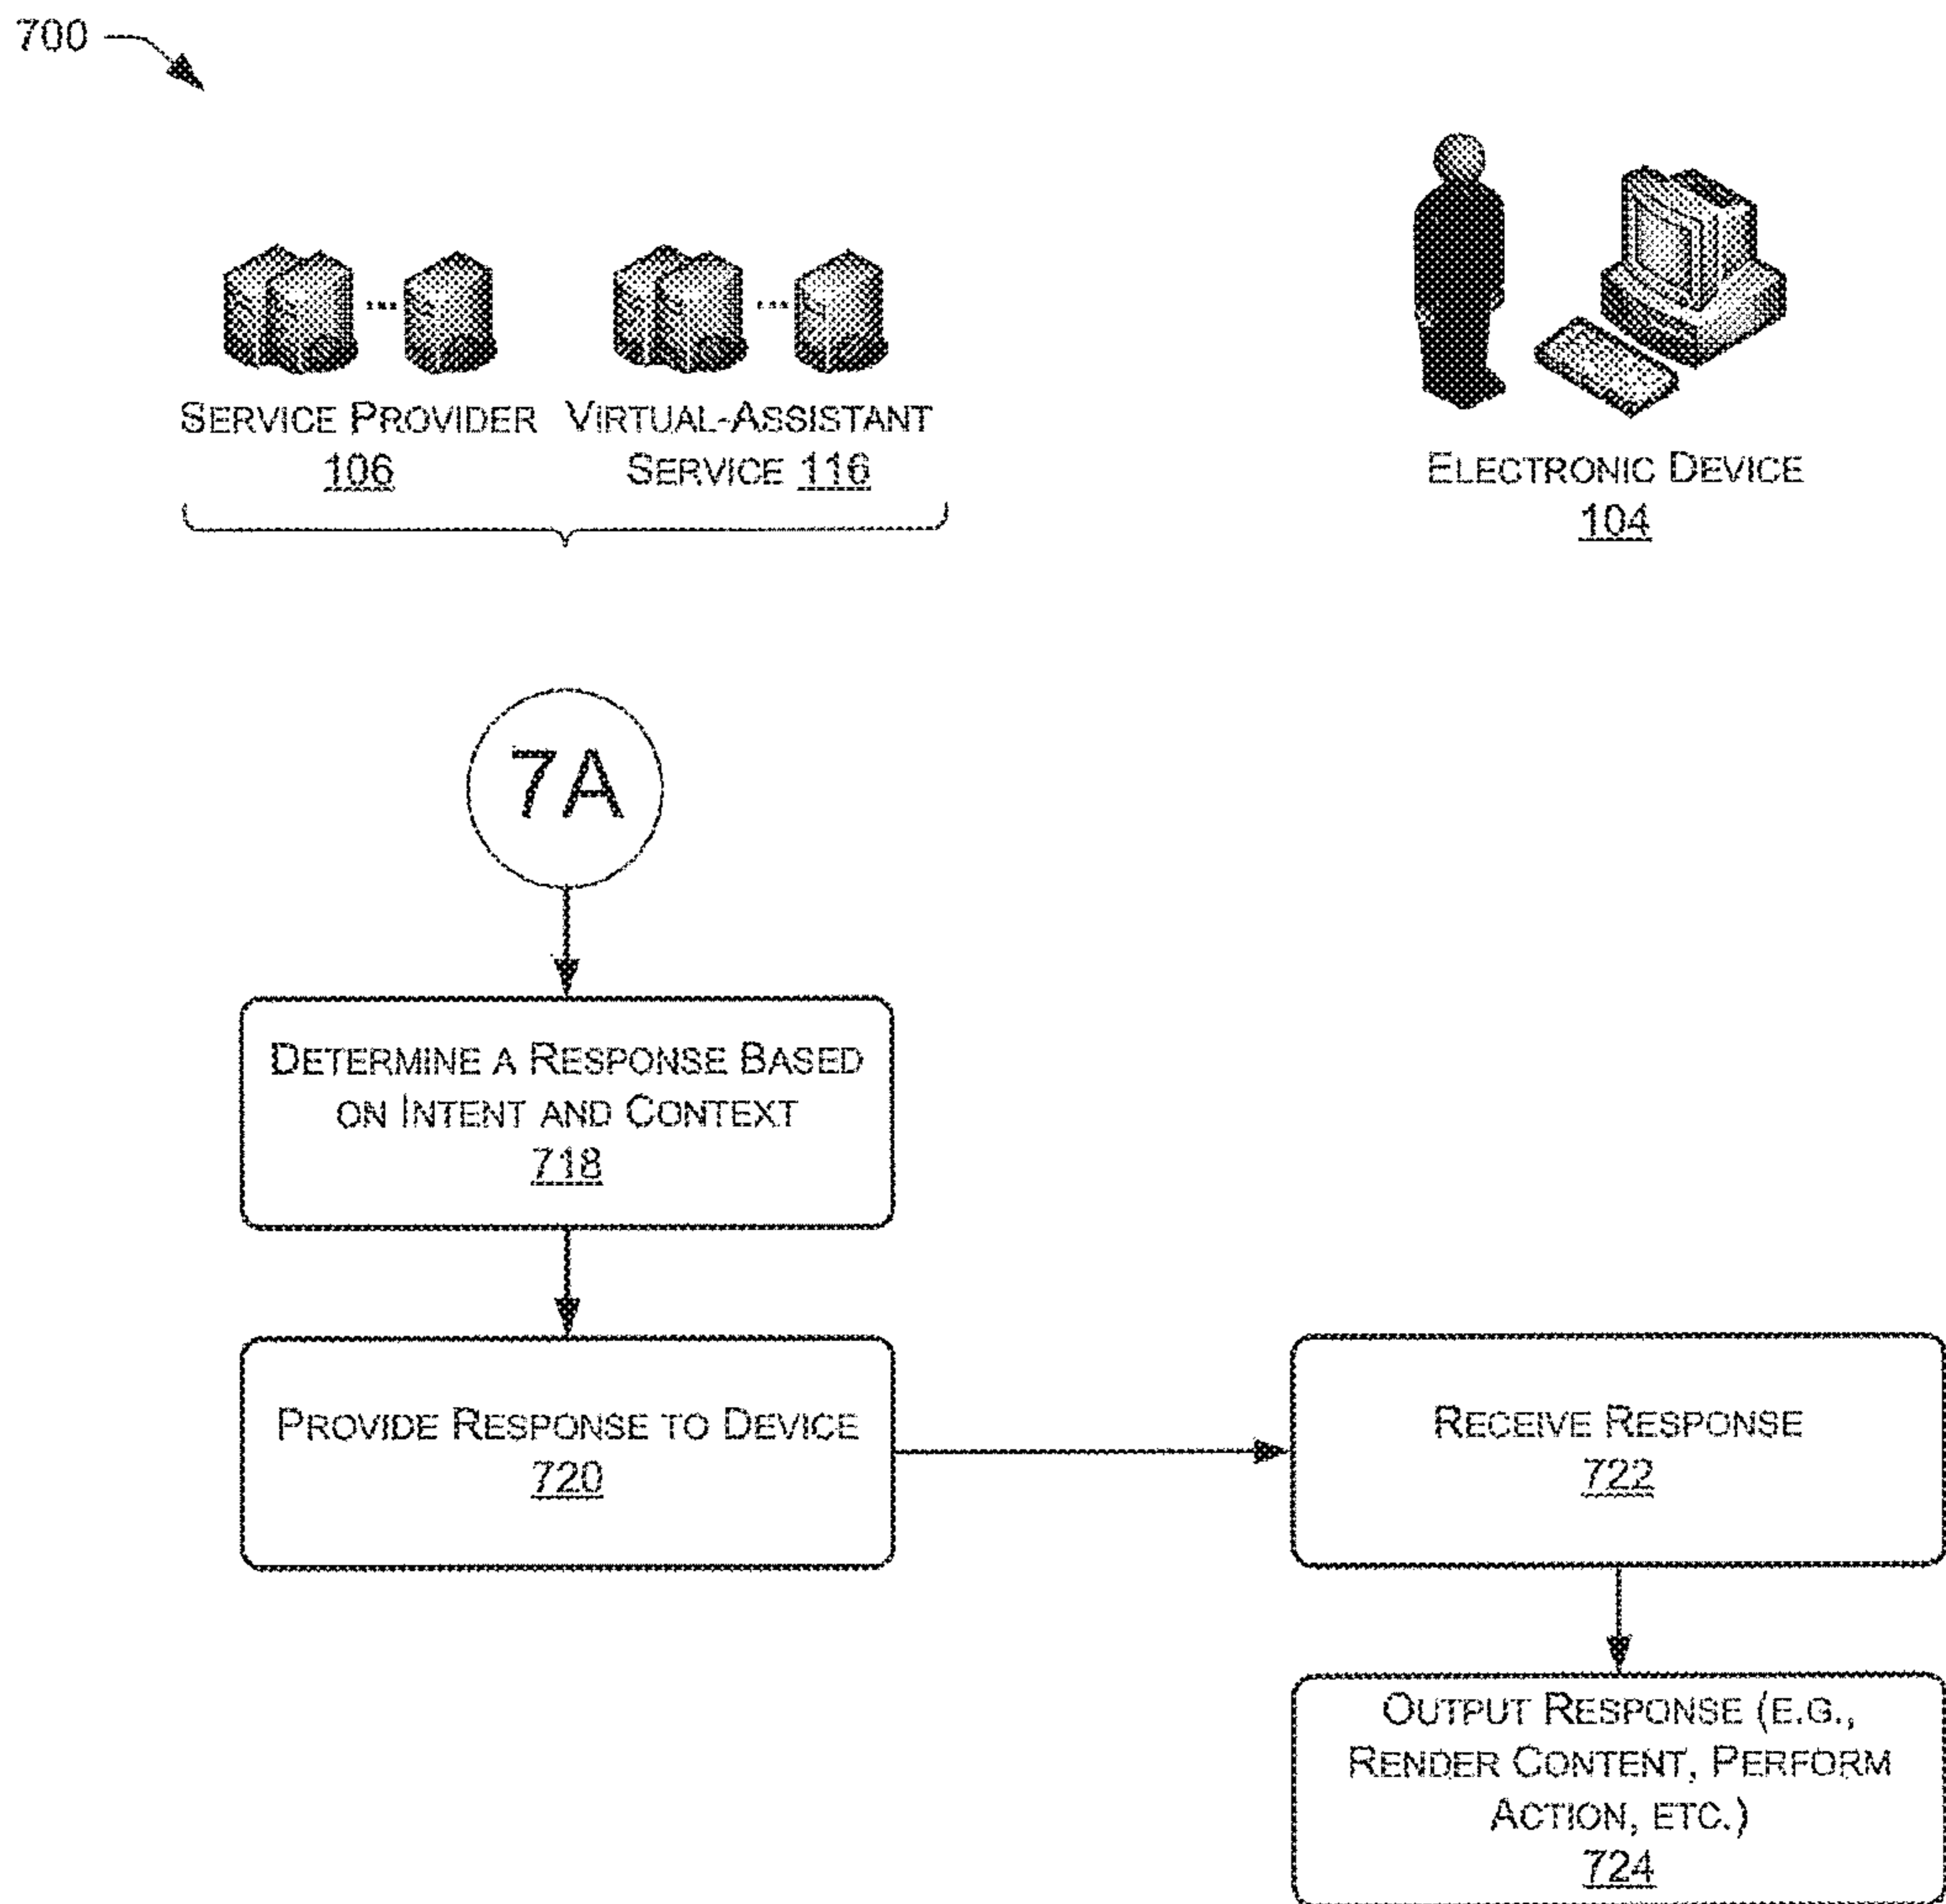 700
SERVICE PROVIDER
106
VIRTUAL-ASSISTANT
SERVICE 116
ELECTRONIC DEVICE
104
7A
DETERMINE A RESPONSE BASED
ON INTENT AND CONTEXT
718
PROVIDE RESPONSE TO DEVICE
720
RECEIVE RESPONSE
722
OUTPUT RESPONSE (E.G.,
RENDER CONTENT, PERFORM
ACTION, ETC.)
724